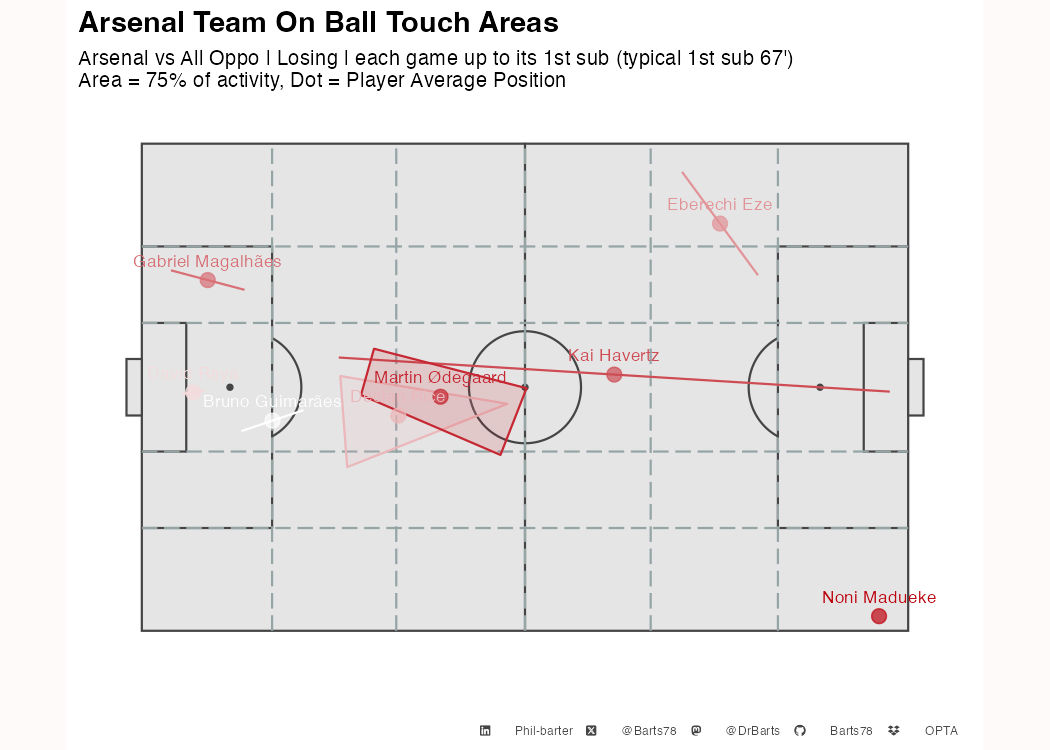 Arsenal Team On Ball Touch Areas
Arsenal vs All Oppo | Losing | each game up to its 1st sub (typical 1st sub 67')
Area = 75% of activity, Dot = Player Average Position
Eberechi Eze
Gabriel Magalhães
Kai Havertz
Martin Ødegaard
Bruno Guimarães
Noni Madueke
Phil-barter @Barts78 @DrBarts Barts78 OPTA